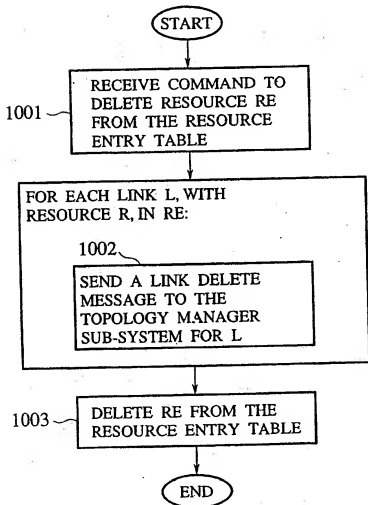 START
RECEIVE COMMAND TO
DELETE RESOURCE RE
FROM THE RESOURCE
ENTRY TABLE
1001
FOR EACH LINK L, WITH
RESOURCE R, IN RE:
1002
SEND A LINK DELETE
MESSAGE TO THE
TOPOLOGY MANAGER
SUB-SYSTEM FOR L
1003
DELETE RE FROM THE
RESOURCE ENTRY TABLE
END